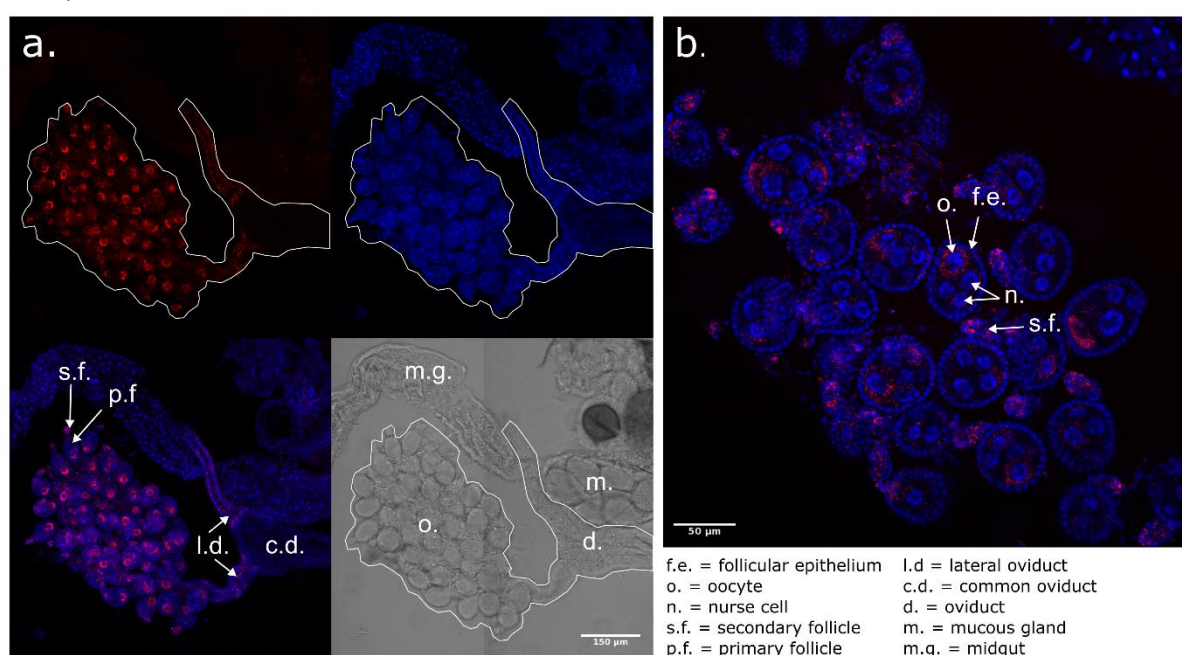 a.
s.f.
p.f
l.d.
c.d.
m.g.
o.
m.
d.
150 µm
b.
o.
f.e.
n.
s.f.
50 µm
f.e. = follicular epithelium l.d = lateral oviduct
o. = oocyte c.d. = common oviduct
n. = nurse cell d. = oviduct
s.f. = secondary follicle m. = mucous gland
p.f. = primary follicle m.g. = midgut